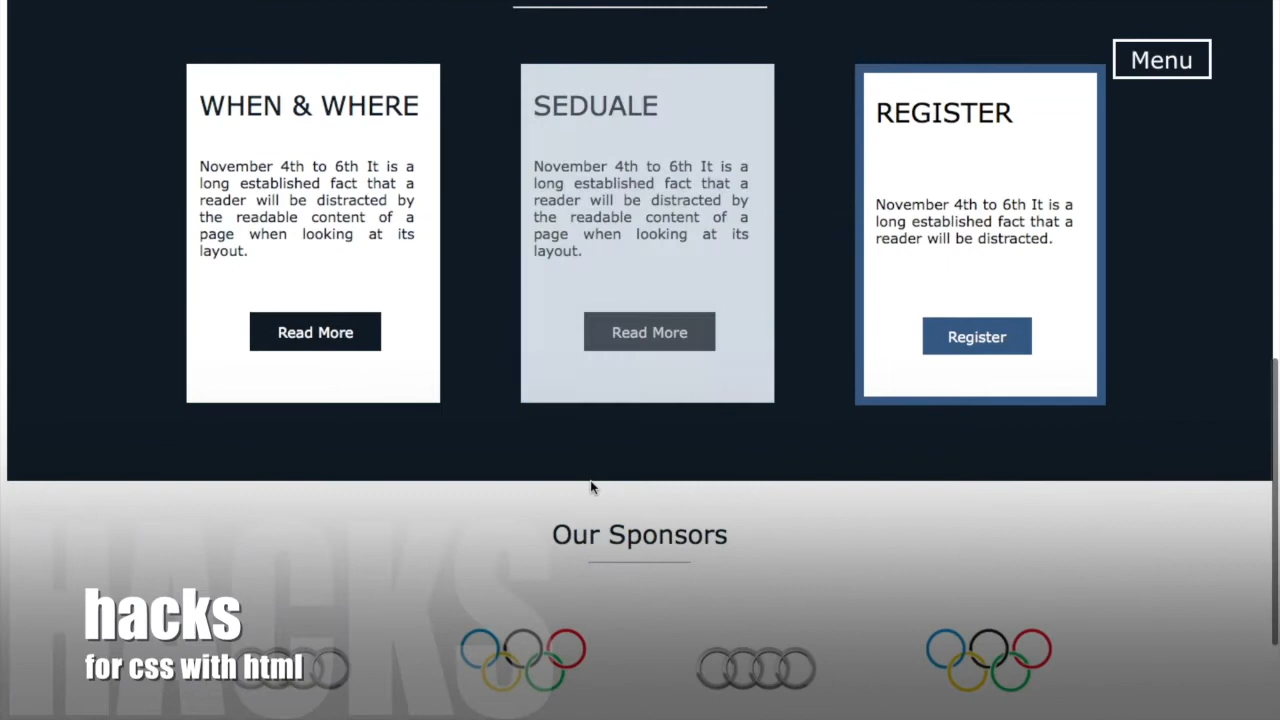 Menu
WHEN & WHERE
November 4th to 6th It is a
long established fact that a
reader will be distracted by
the readable content of a
page when looking at its
layout.
Read More
SEDUALE
November 4th to 6th It is a
long established fact that a
reader will be distracted by
the readable content of a
page when looking at its
layout.
Read More
REGISTER
November 4th to 6th It is a
long established fact that a
reader will be distracted.
Register
Our Sponsors
HACKS
hacks
for css with html